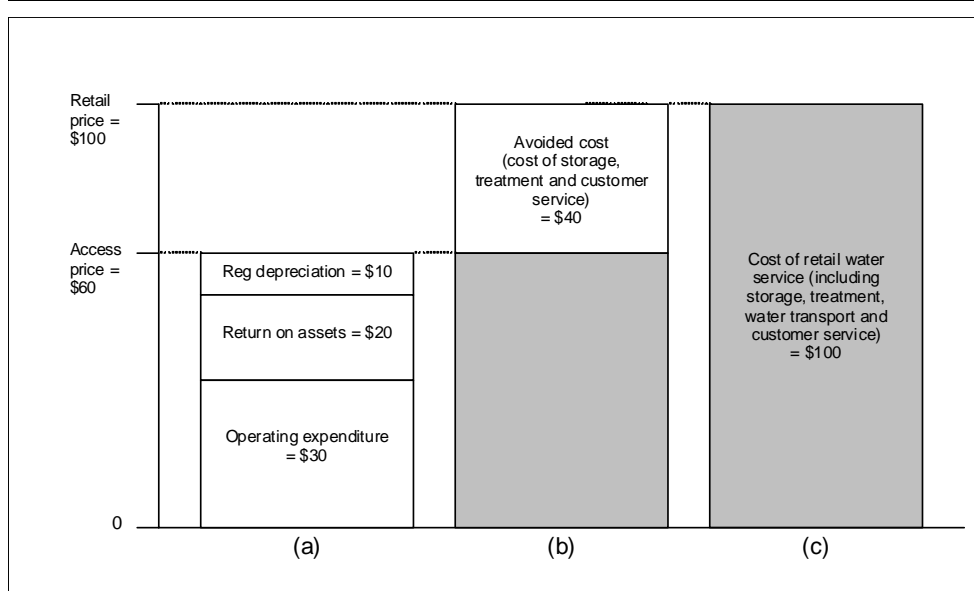 Retail
price =
$100
Avoided cost
(cost of storage,
treatment and customer
service)
= $40
Access
price =
$60
Reg depreciation = $10
Return on assets = $20
Operating expenditure
= $30
Cost of retail water
service (including
storage, treatment,
water transport and
customer service)
= $100
0
(a)
(b)
(c)